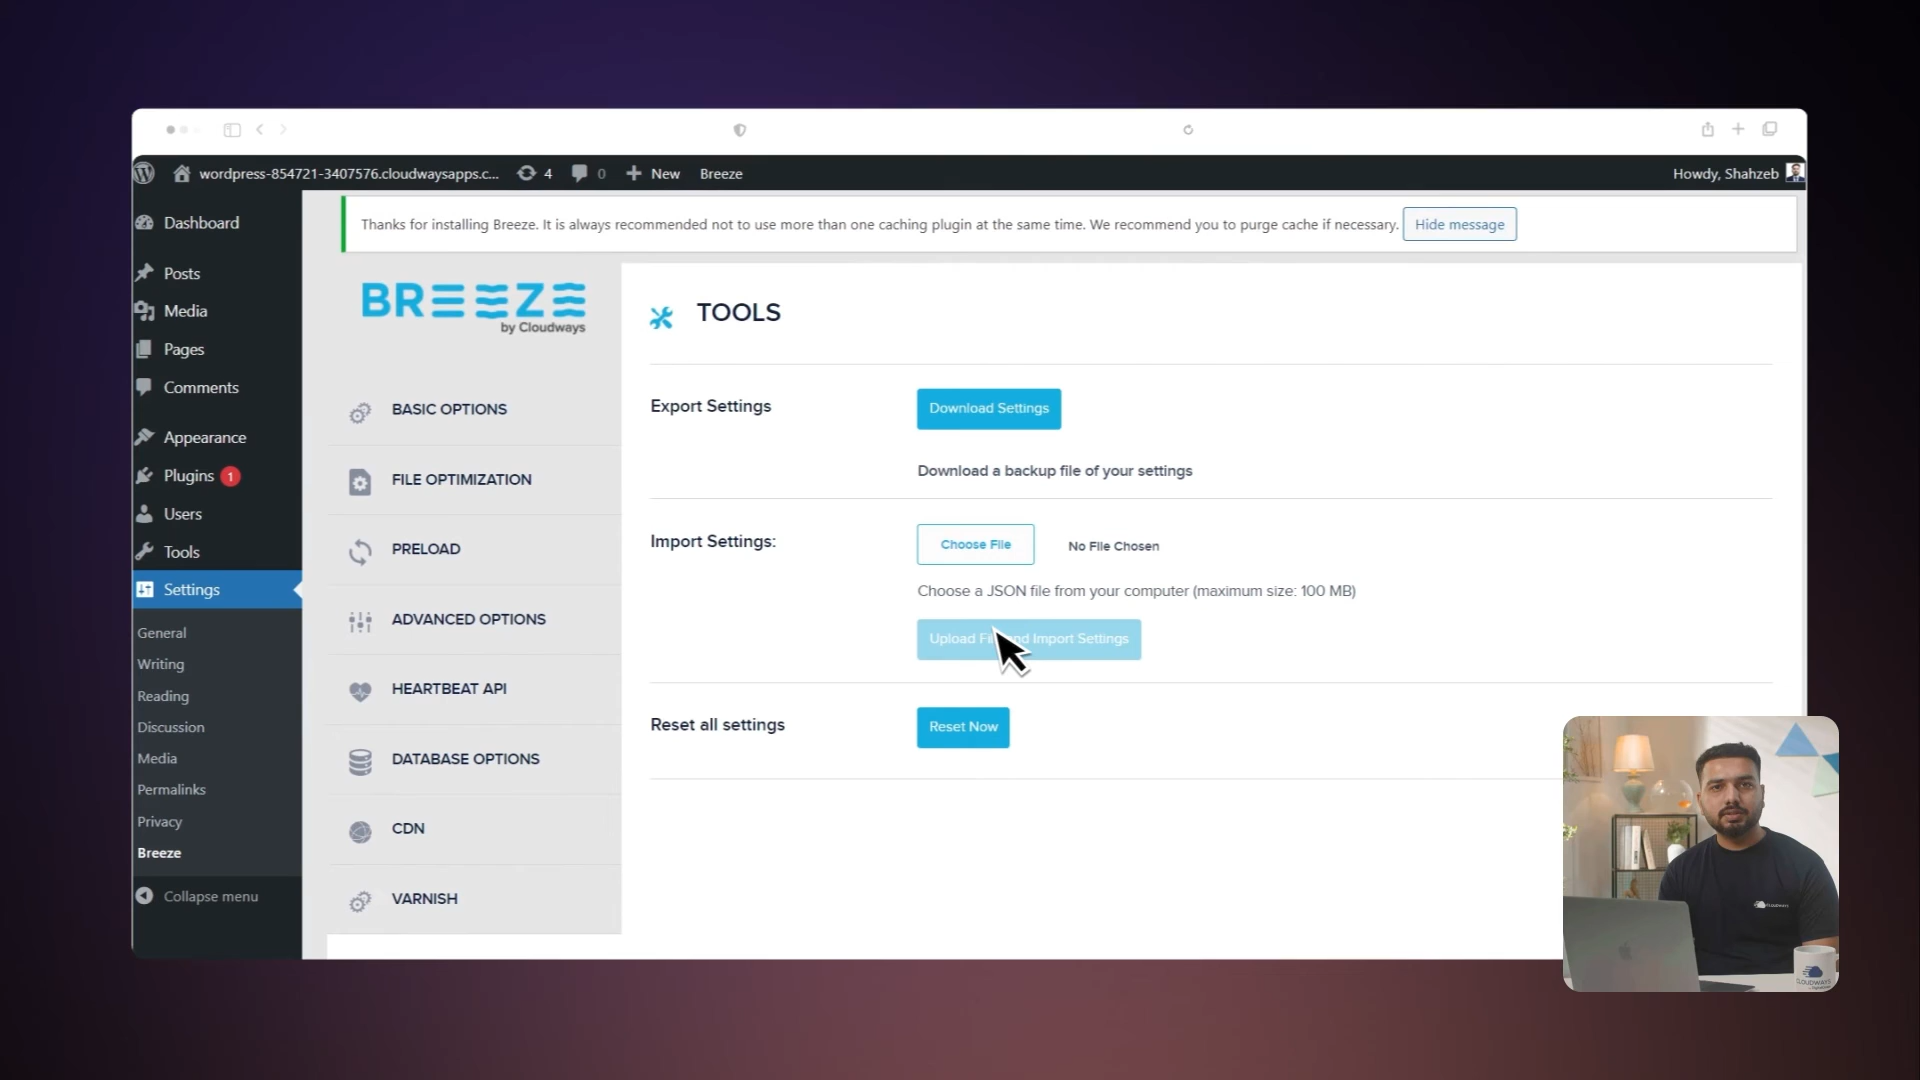 wordpress-854721-3407576.cloudwaysapps.c...
4
0
New
Breeze
Howdy, Shahzeb
Dashboard
Posts
Media
Pages
Comments
Appearance
Plugins 1
Users
Tools
Settings
General
Writing
Reading
Discussion
Media
Permalinks
Privacy
Breeze
Collapse menu
Thanks for installing Breeze. It is always recommended not to use more than one caching plugin at the same time. We recommend you to purge cache if necessary.
Hide message
BREEZE
by Cloudways
BASIC OPTIONS
FILE OPTIMIZATION
PRELOAD
ADVANCED OPTIONS
HEARTBEAT API
DATABASE OPTIONS
CDN
VARNISH
TOOLS
Export Settings
Download Settings
Download a backup file of your settings
Import Settings:
Choose File
No File Chosen
Choose a JSON file from your computer (maximum size: 100 MB)
Upload File and Import Settings
Reset all settings
Reset Now
CLOUDWAYS
CLOUDWAYS